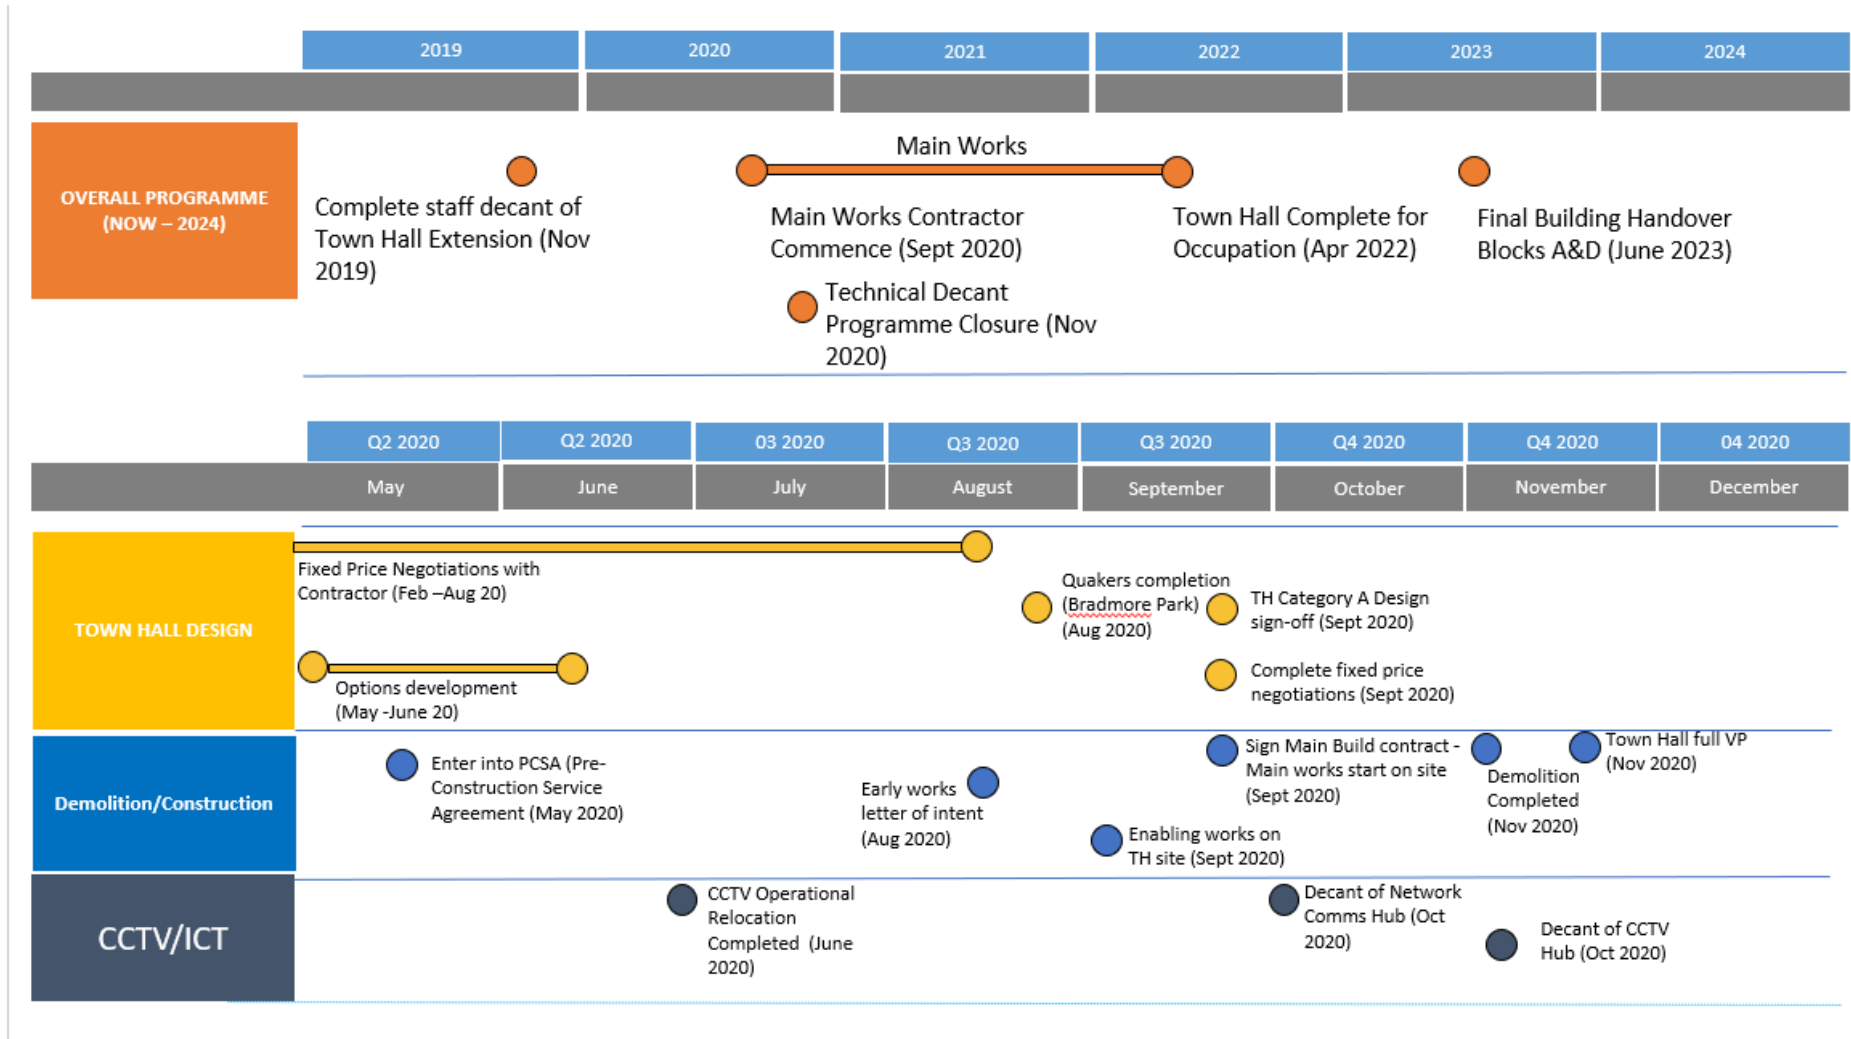 2019 2020 2021 2022 2023 2024
OVERALL PROGRAMME
(NOW – 2024)
Main Works
Complete staff decant of
Town Hall Extension (Nov
2019)
Main Works Contractor
Commence (Sept 2020)
Town Hall Complete for
Occupation (Apr 2022)
Final Building Handover
Blocks A&D (June 2023)
Technical Decant
Programme Closure (Nov
2020)
Q2 2020 Q2 2020 03 2020 Q3 2020 Q3 2020 Q4 2020 Q4 2020 04 2020
May June July August September October November December
TOWN HALL DESIGN
Fixed Price Negotiations with
Contractor (Feb –Aug 20)
Quakers completion
(Bradmore Park)
(Aug 2020)
TH Category A Design
sign-off (Sept 2020)
Options development
(May -June 20)
Complete fixed price
negotiations (Sept 2020)
Demolition/Construction
Enter into PCSA (Pre-
Construction Service
Agreement (May 2020)
Early works
letter of intent
(Aug 2020)
Enabling works on
TH site (Sept 2020)
Sign Main Build contract -
Main works start on site
(Sept 2020)
Demolition
Completed
(Nov 2020)
Town Hall full VP
(Nov 2020)
CCTV/ICT
CCTV Operational
Relocation
Completed (June
2020)
Decant of Network
Comms Hub (Oct
2020)
Decant of CCTV
Hub (Oct 2020)